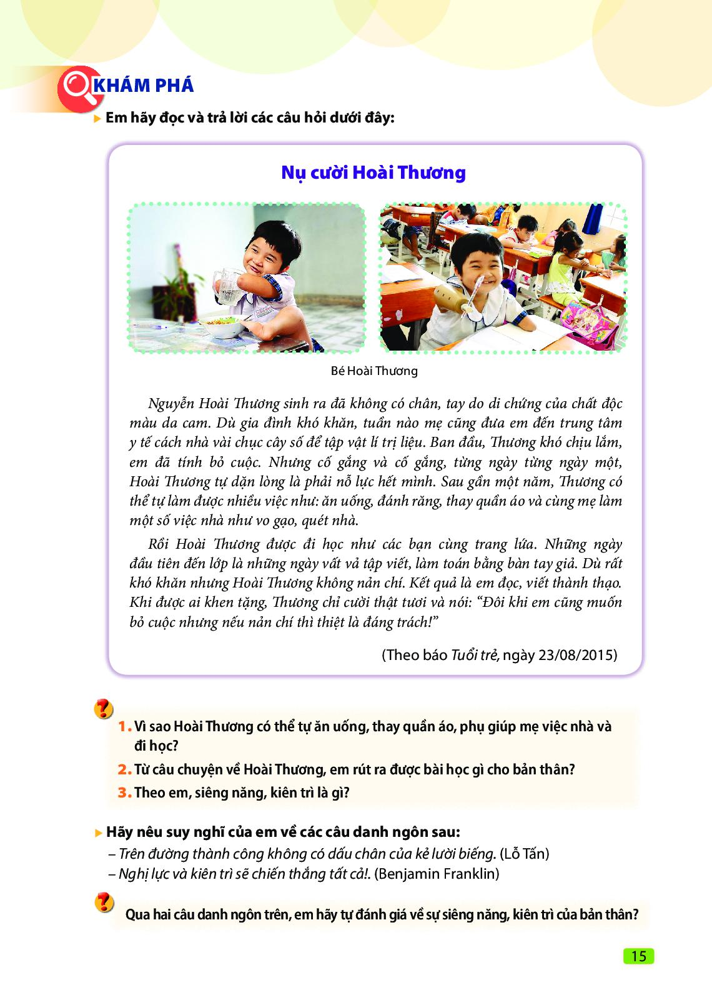 KHÁM PHÁ
Em hãy đọc và trả lời các câu hỏi dưới đây:
Nụ cười Hoài Thương
Bé Hoài Thương
Nguyễn Hoài Thương sinh ra đã không có chân, tay do di chứng của chất độc
màu da cam. Dù gia đình khó khăn, tuần nào mẹ cũng đưa em đến trung tâm
y tế cách nhà vài chục cây số để tập vật lí trị liệu. Ban đầu, Thương khó chịu lắm,
em đã tính bỏ cuộc. Nhưng cố gắng và cố gắng, từng ngày từng ngày một,
Hoài Thương tự dặn lòng là phải nỗ lực hết mình. Sau gần một năm, Thương có
thể tự làm được nhiều việc như: ăn uống, đánh răng, thay quần áo và cùng mẹ làm
một số việc nhà như vo gạo, quét nhà.
Rồi Hoài Thương được đi học như các bạn cùng trang lứa. Những ngày
đầu tiên đến lớp là những ngày vất vả tập viết, làm toán bằng bàn tay giả. Dù rất
khó khăn nhưng Hoài Thương không nản chí. Kết quả là em đọc, viết thành thạo.
Khi được ai khen tặng, Thương chỉ cười thật tươi và nói: “Đôi khi em cũng muốn
bỏ cuộc nhưng nếu nản chí thì thiệt là đáng trách!”
(Theo báo Tuổi trẻ, ngày 23/08/2015)
1. Vì sao Hoài Thương có thể tự ăn uống, thay quần áo, phụ giúp mẹ việc nhà và
đi học?
2. Từ câu chuyện về Hoài Thương, em rút ra được bài học gì cho bản thân?
3. Theo em, siêng năng, kiên trì là gì?
Hãy nêu suy nghĩ của em về các câu danh ngôn sau:
– Trên đường thành công không có dấu chân của kẻ lười biếng. (Lỗ Tấn)
– Nghị lực và kiên trì sẽ chiến thắng tất cả!. (Benjamin Franklin)
Qua hai câu danh ngôn trên, em hãy tự đánh giá về sự siêng năng, kiên trì của bản thân?
15